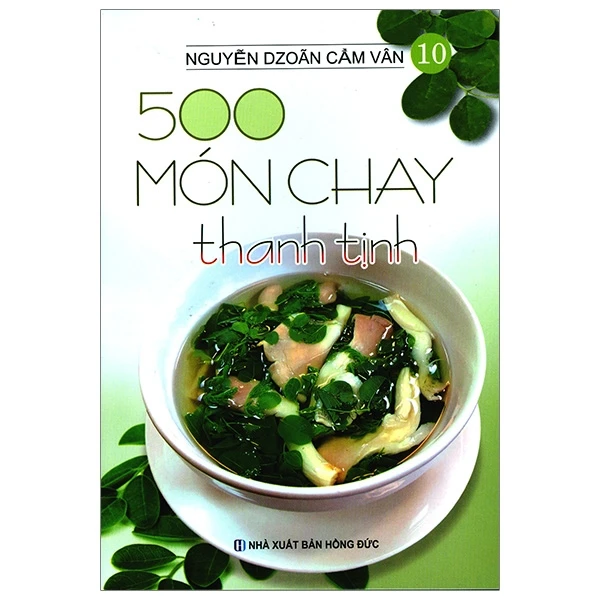 NGUYỄN DZOÃN CẨM VÂN 10
500
MÓN CHAY
thanh tịnh
NHÀ XUẤT BẢN HỒNG ĐỨC